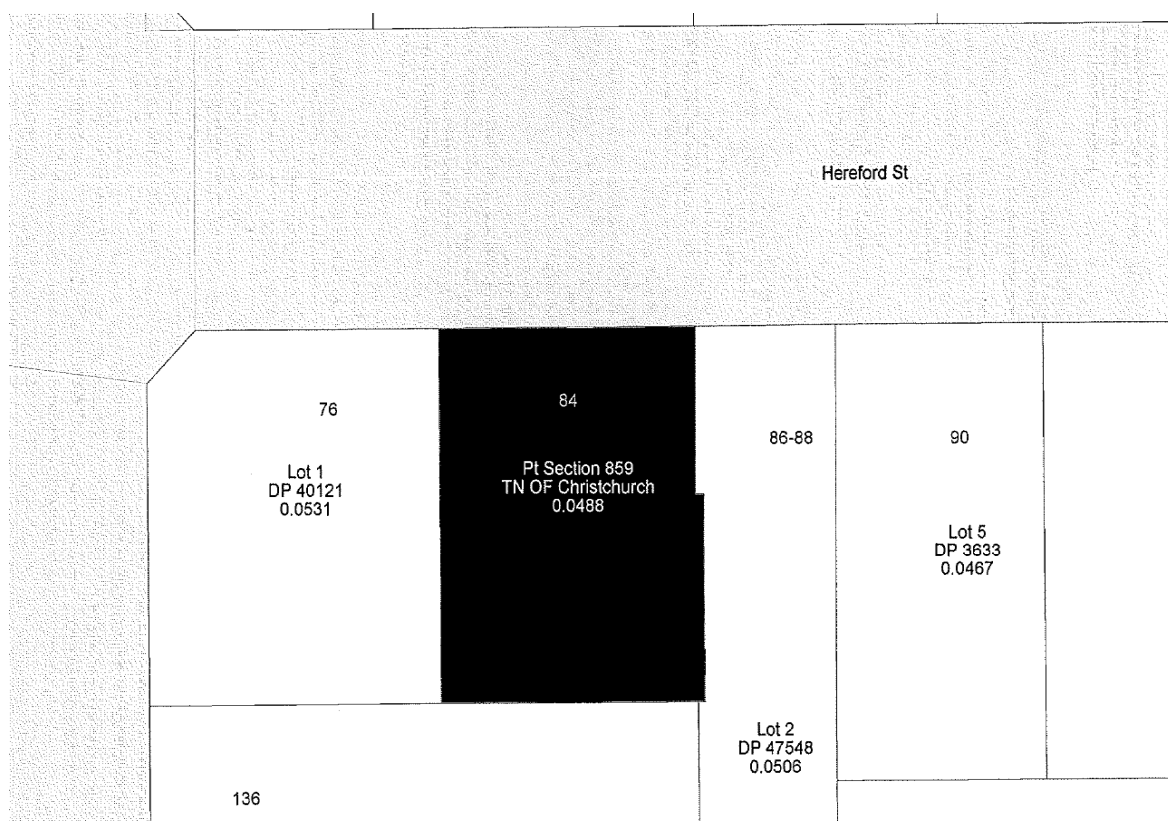 Hereford St
76
Lot 1
DP 40121
0.0531
84
Pt Section 859
TN OF Christchurch
0.0488
86-88
90
Lot 5
DP 3633
0.0467
Lot 2
DP 47548
0.0506
136